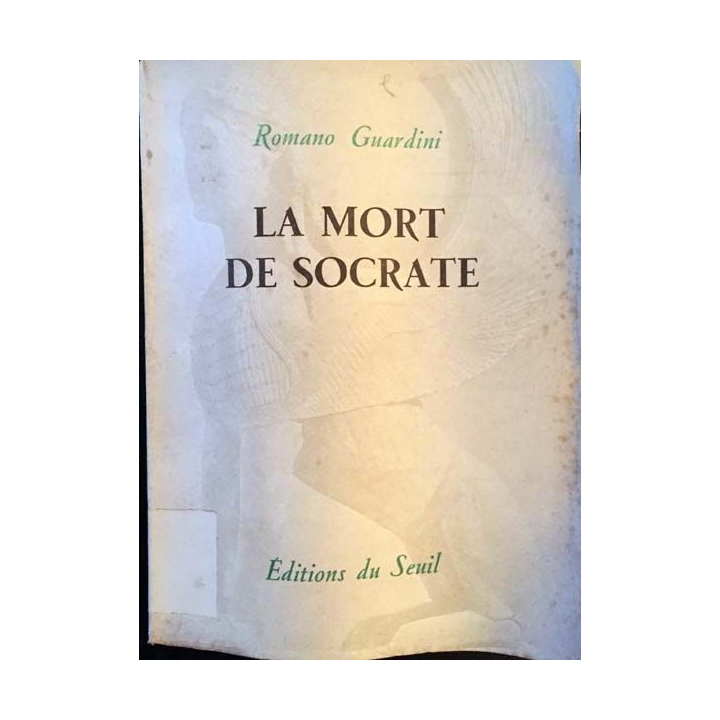 Romano Guardini
LA MORT
DE SOCRATE
Éditions du Seuil